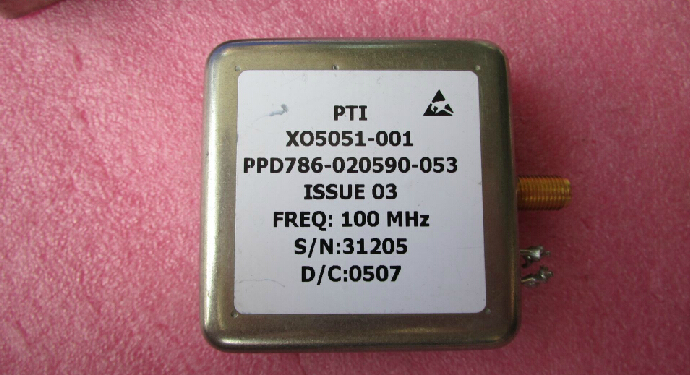 PTI
XO5051-001
PPD786-020590-053
ISSUE 03
FREQ: 100 MHz
S/N:31205
D/C:0507